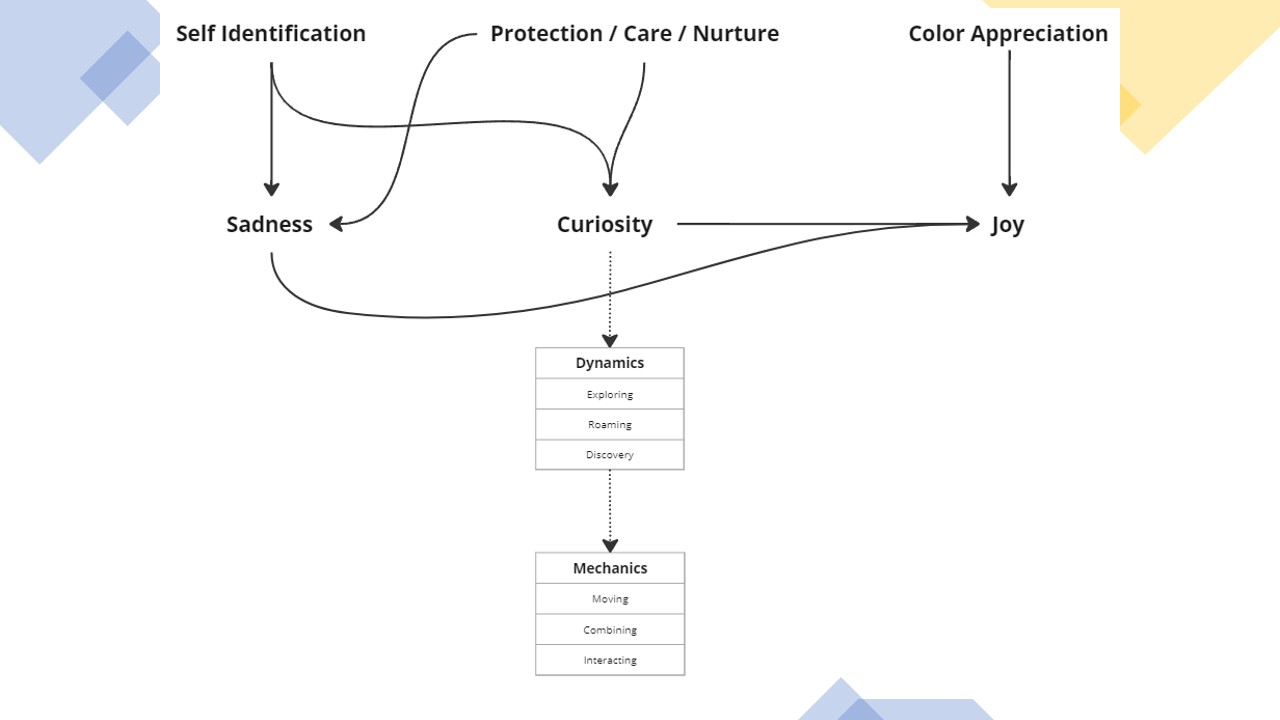 Self Identification
Protection / Care / Nurture
Color Appreciation
Sadness
Curiosity
Joy
Dynamics
Exploring
Roaming
Discovery
Mechanics
Moving
Combining
Interacting